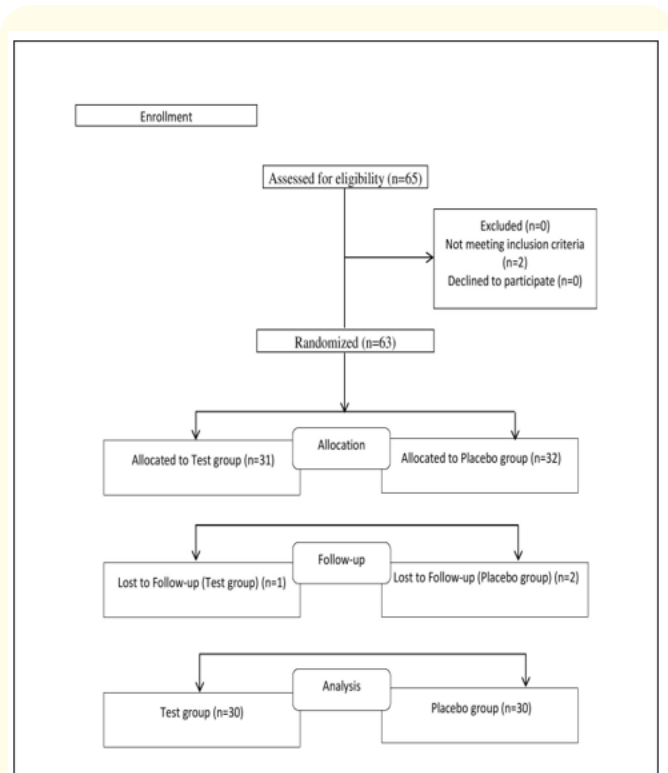 Enrollment
Assessed for eligibility (n=65)
Excluded (n=0)
Not meeting inclusion criteria
(n=2)
Declined to participate (n=0)
Randomized (n=63)
Allocation
Allocated to Test group (n=31)
Allocated to Placebo group (n=32)
Follow-up
Lost to Follow-up (Test group) (n=1)
Lost to Follow-up (Placebo group) (n=2)
Analysis
Test group (n=30)
Placebo group (n=30)